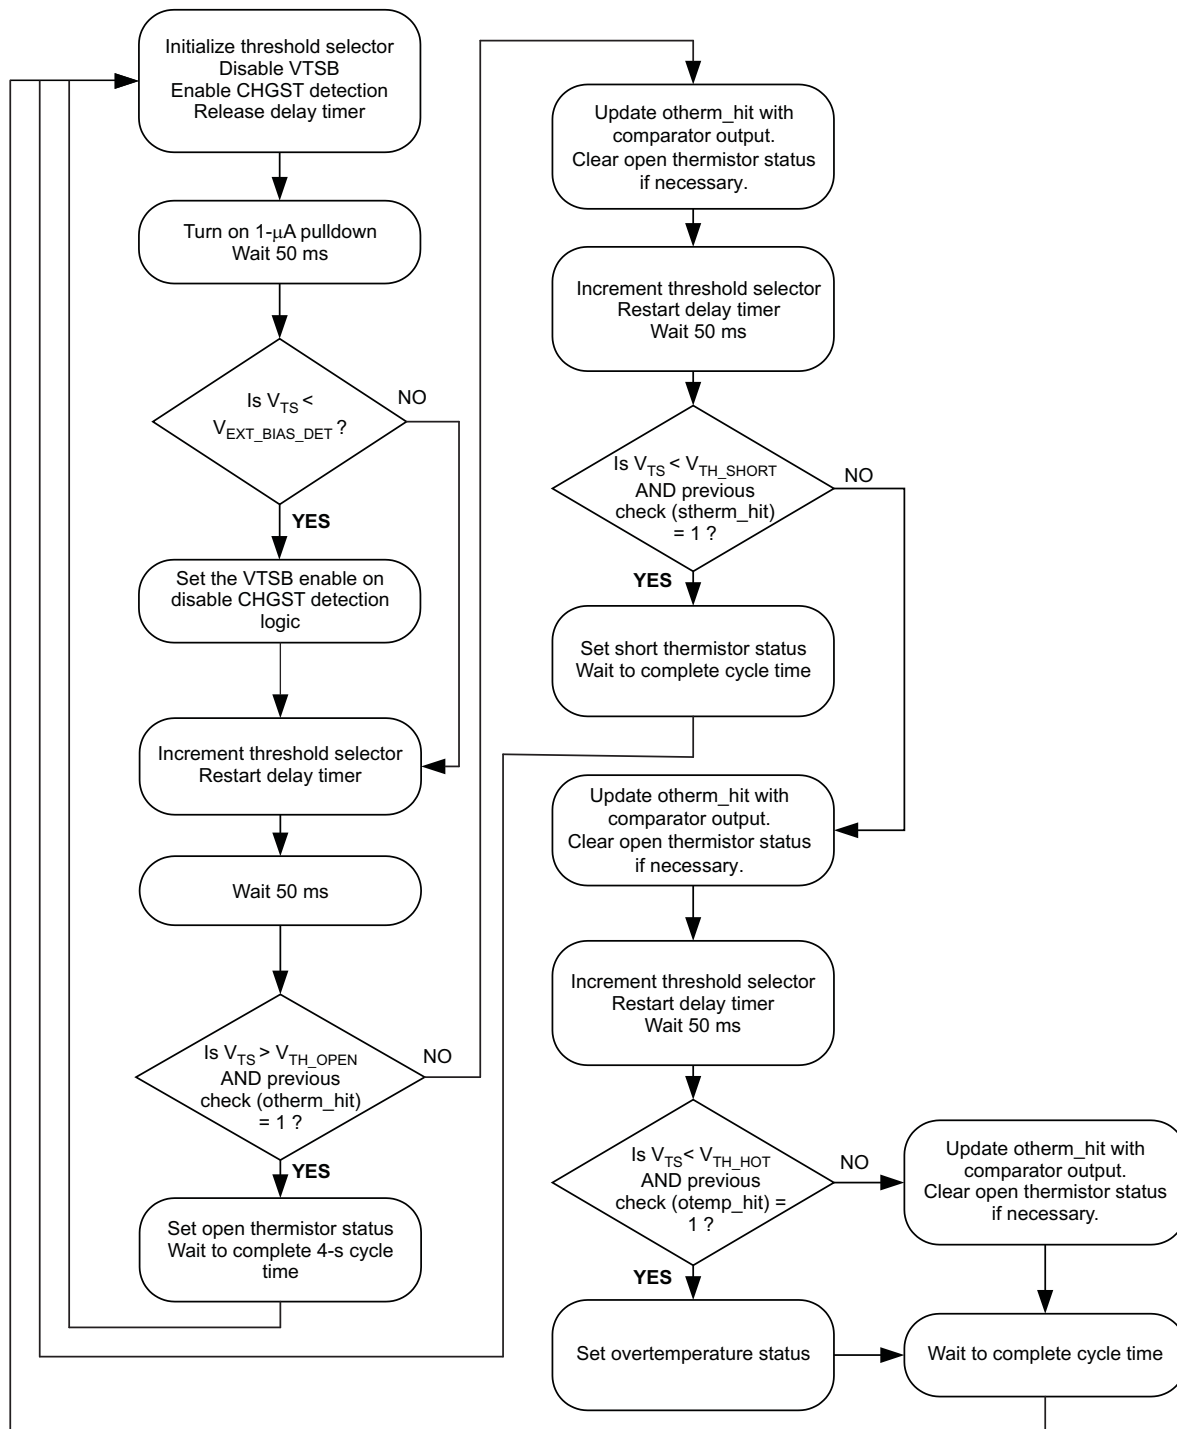 Initialize threshold selector
Disable VTSB
Enable CHGST detection
Release delay timer
Turn on 1-μA pulldown
Wait 50 ms
Is VTS <
VEXT_BIAS_DET ?
NO
YES
Set the VTSB enable on
disable CHGST detection
logic
Increment threshold selector
Restart delay timer
Wait 50 ms
Is VTS > VTH_OPEN
AND previous
check (otherm_hit)
= 1 ?
NO
YES
Set open thermistor status
Wait to complete 4-s cycle
time
Update otherm_hit with
comparator output.
Clear open thermistor status
if necessary.
Increment threshold selector
Restart delay timer
Wait 50 ms
Is VTS < VTH_SHORT
AND previous
check (stherm_hit)
= 1 ?
NO
YES
Set short thermistor status
Wait to complete cycle time
Update otherm_hit with
comparator output.
Clear open thermistor status
if necessary.
Increment threshold selector
Restart delay timer
Wait 50 ms
Is VTS < VTH_HOT
AND previous
check (otemp_hit) =
1 ?
NO
YES
Update otherm_hit with
comparator output.
Clear open thermistor status
if necessary.
Set overtemperature status
Wait to complete cycle time